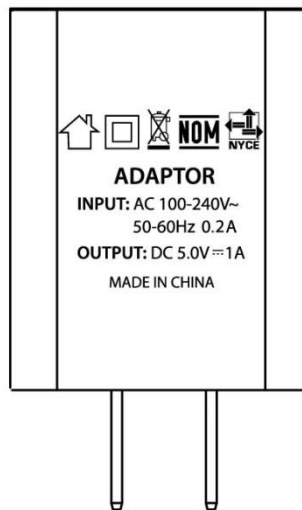 NOM
NYCE
ADAPTOR
INPUT: AC 100-240V~
50-60Hz 0.2A
OUTPUT: DC 5.0V⎓1A
MADE IN CHINA